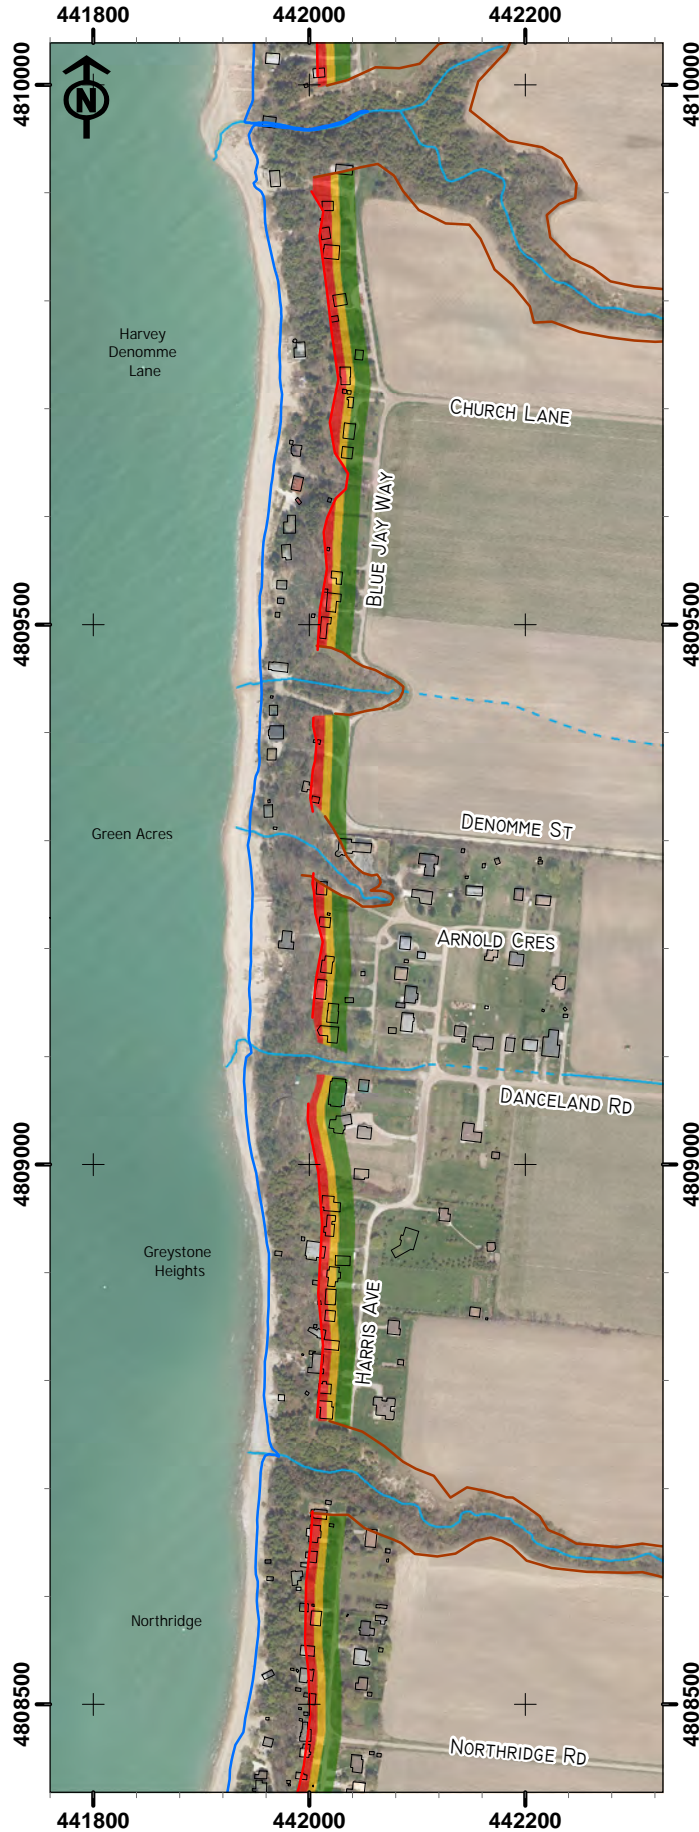 441800 442000 442200
4810000 4810000
N
Harvey
Denomme
Lane
CHURCH LANE
BLUE JAY WAY
4809500 4809500
DENOMME ST
Green Acres
ARNOLD CRES
DANCELAND RD
4809000 4809000
Greystone
Heights
HARRIS AVE
Northridge
4808500 4808500
NORTHRIDGE RD
441800 442000 442200